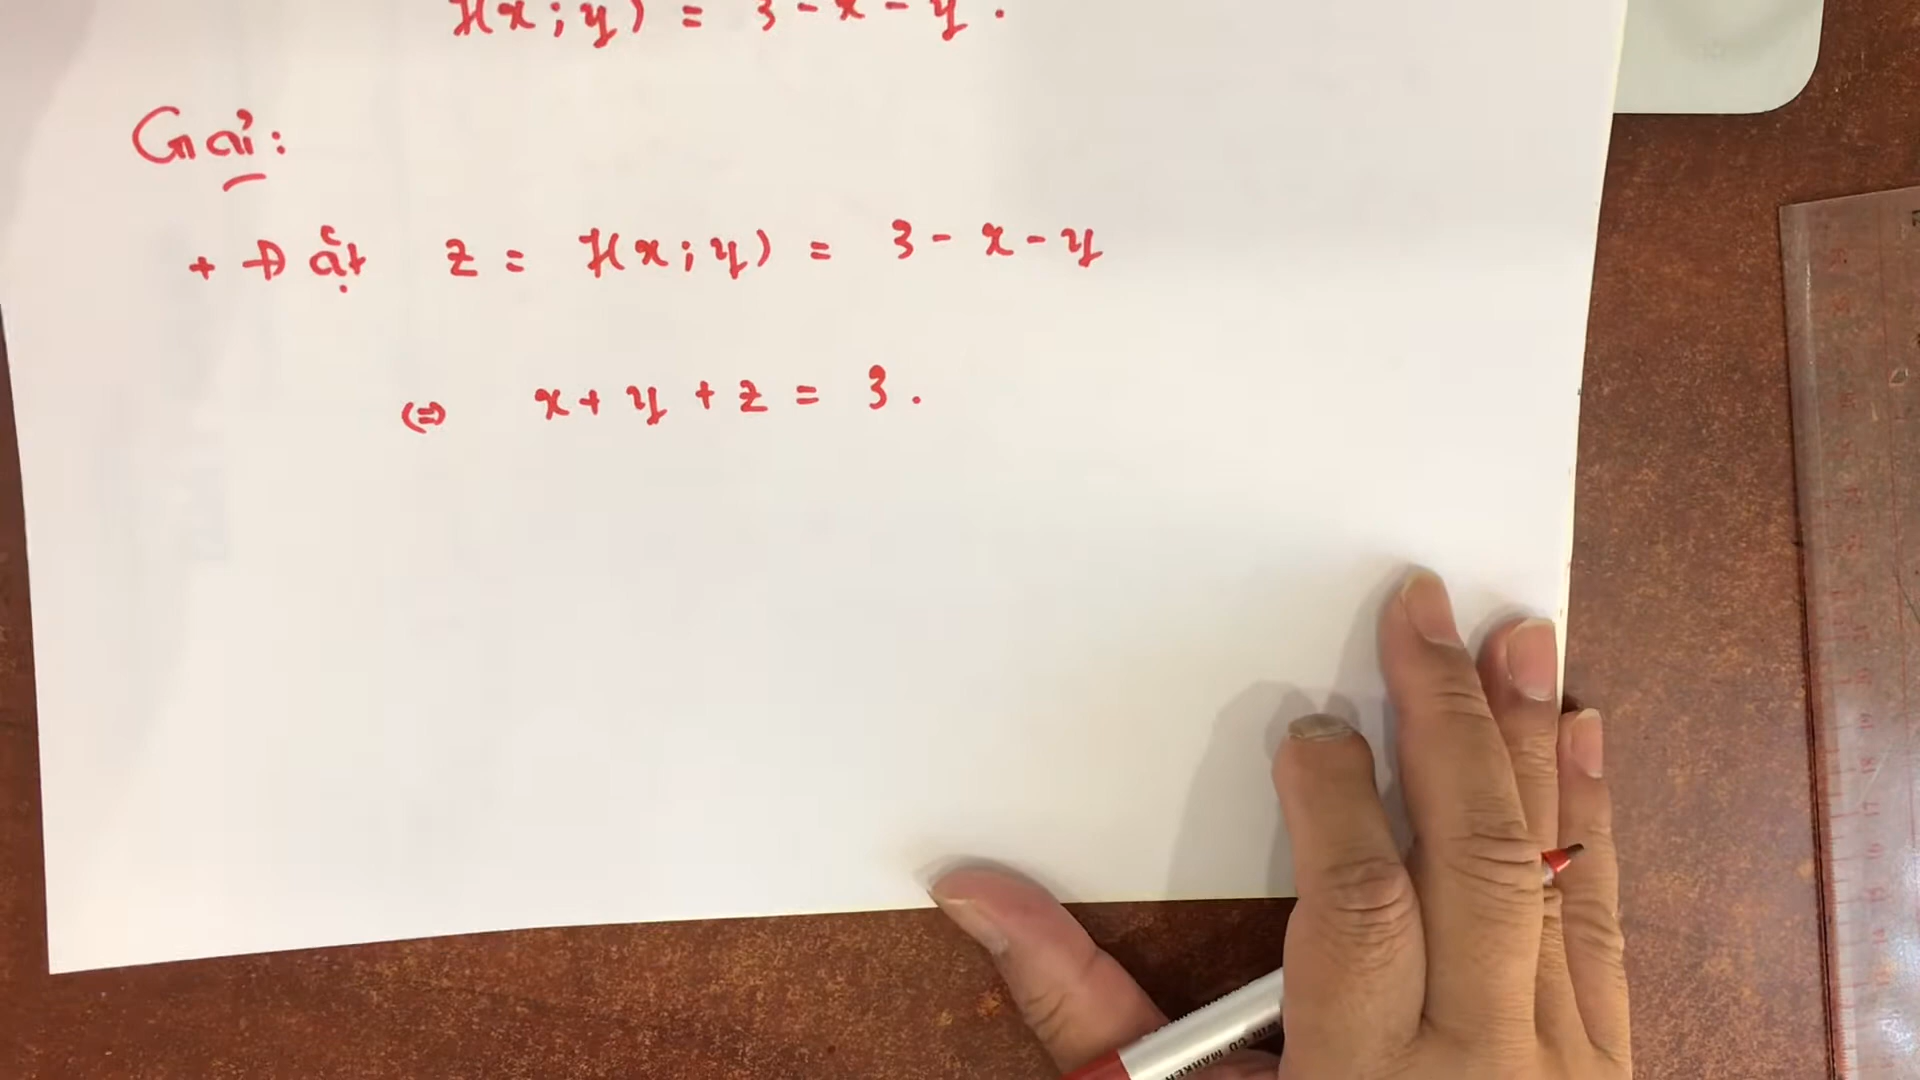 f(x; y) = 3 - x - y.
Giải:
+ Đặt z = f(x; y) = 3 - x - y
⇔ x + y + z = 3.